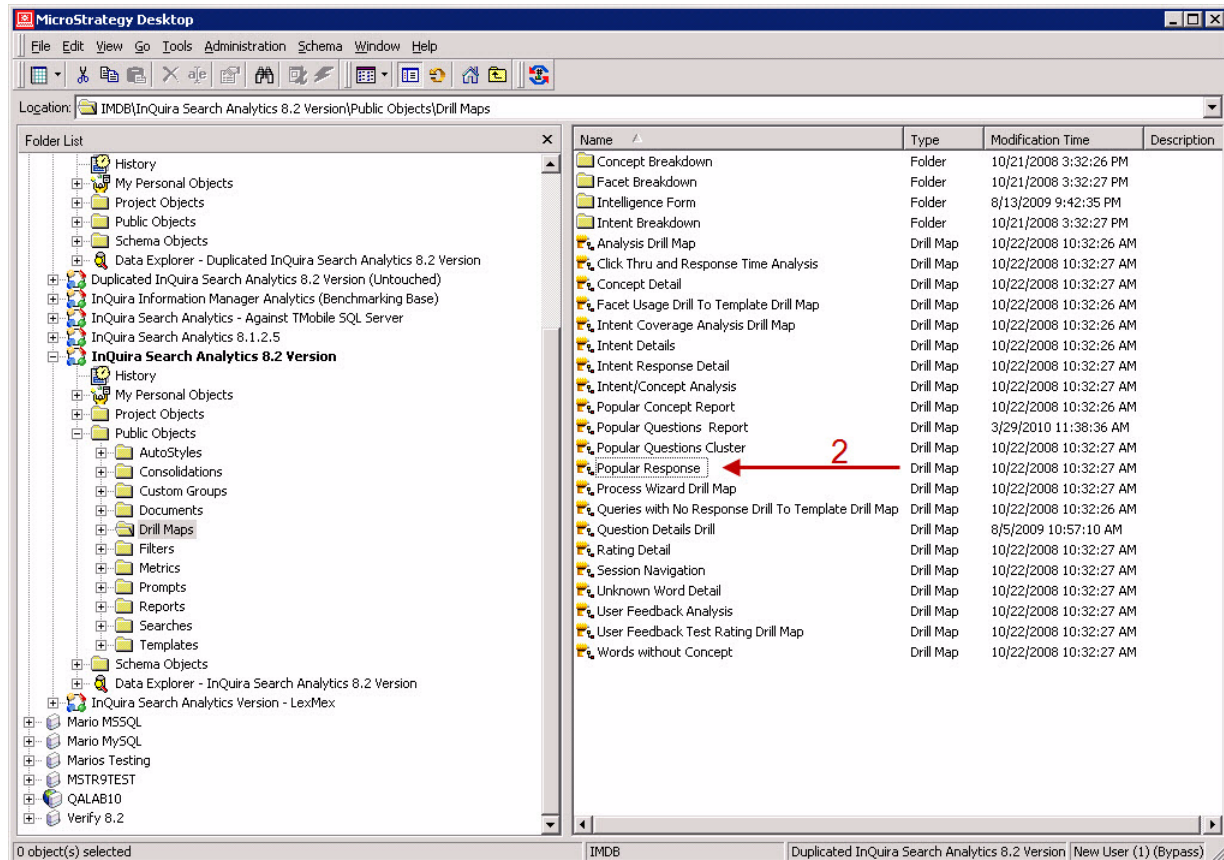 MicroStrategy Desktop
File Edit View Go Tools Administration Schema Window Help
Location: IMDB\InQuira Search Analytics 8.2 Version\Public Objects\Drill Maps
Folder List
History
My Personal Objects
Project Objects
Public Objects
Schema Objects
Data Explorer - Duplicated InQuira Search Analytics 8.2 Version
Duplicated InQuira Search Analytics 8.2 Version (Untouched)
InQuira Information Manager Analytics (Benchmarking Base)
InQuira Search Analytics - Against TMobile SQL Server
InQuira Search Analytics 8.1.2.5
InQuira Search Analytics 8.2 Version
History
My Personal Objects
Project Objects
Public Objects
AutoStyles
Consolidations
Custom Groups
Documents
Drill Maps
Filters
Metrics
Prompts
Reports
Searches
Templates
Schema Objects
Data Explorer - InQuira Search Analytics 8.2 Version
InQuira Search Analytics Version - LexMex
Mario MSSQL
Mario MySQL
Marios Testing
MSTR9TEST
QALAB10
Verify 8.2
Name Type Modification Time Description
Concept Breakdown Folder 10/21/2008 3:32:26 PM
Facet Breakdown Folder 10/21/2008 3:32:27 PM
Intelligence Form Folder 8/13/2009 9:42:35 PM
Intent Breakdown Folder 10/21/2008 3:32:27 PM
Analysis Drill Map Drill Map 10/22/2008 10:32:26 AM
Click Thru and Response Time Analysis Drill Map 10/22/2008 10:32:27 AM
Concept Detail Drill Map 10/22/2008 10:32:27 AM
Facet Usage Drill To Template Drill Map Drill Map 10/22/2008 10:32:26 AM
Intent Coverage Analysis Drill Map Drill Map 10/22/2008 10:32:26 AM
Intent Details Drill Map 10/22/2008 10:32:27 AM
Intent Response Detail Drill Map 10/22/2008 10:32:27 AM
Intent/Concept Analysis Drill Map 10/22/2008 10:32:27 AM
Popular Concept Report Drill Map 10/22/2008 10:32:26 AM
Popular Questions Report Drill Map 3/29/2010 11:38:36 AM
Popular Questions Cluster Drill Map 10/22/2008 10:32:27 AM
Popular Response 2 Drill Map 10/22/2008 10:32:27 AM
Process Wizard Drill Map Drill Map 10/22/2008 10:32:27 AM
Queries with No Response Drill To Template Drill Map Drill Map 10/22/2008 10:32:26 AM
Question Details Drill Drill Map 8/5/2009 10:57:10 AM
Rating Detail Drill Map 10/22/2008 10:32:27 AM
Session Navigation Drill Map 10/22/2008 10:32:27 AM
Unknown Word Detail Drill Map 10/22/2008 10:32:27 AM
User Feedback Analysis Drill Map 10/22/2008 10:32:27 AM
User Feedback Test Rating Drill Map Drill Map 10/22/2008 10:32:27 AM
Words without Concept Drill Map 10/22/2008 10:32:27 AM
0 object(s) selected IMDB Duplicated InQuira Search Analytics 8.2 Version New User (1) (Bypass)